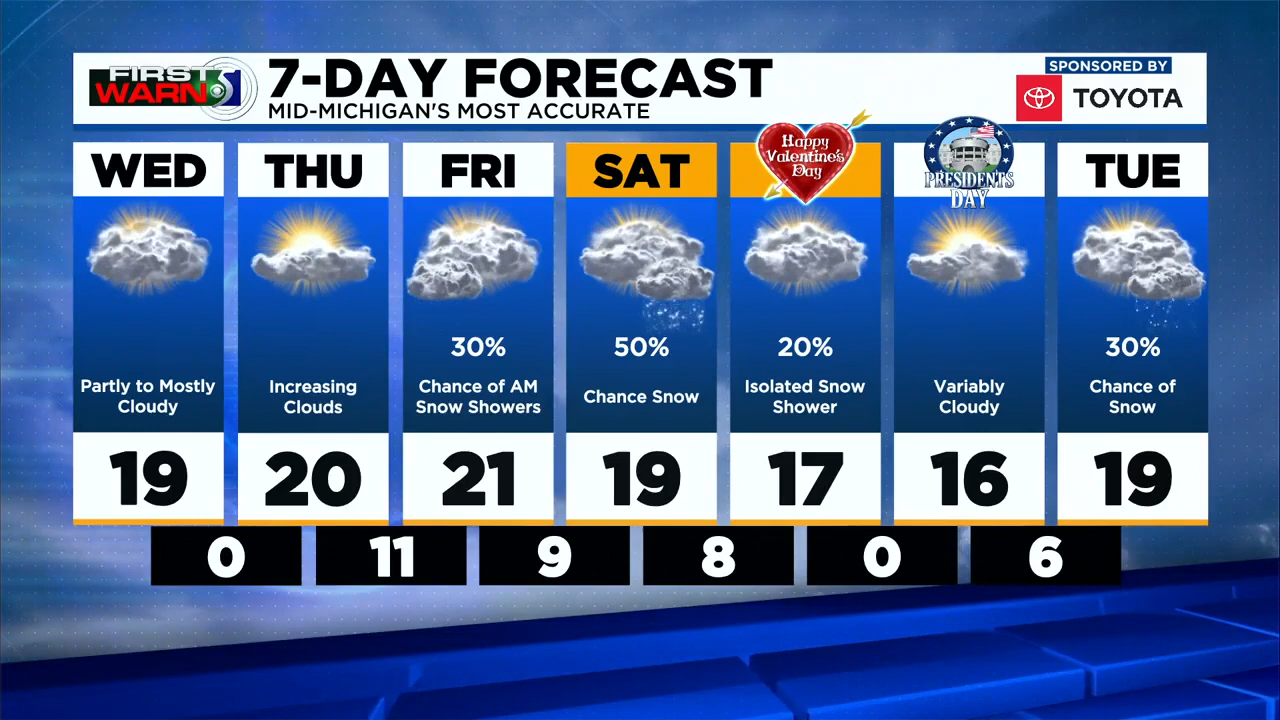 FIRST
WARN 5
7-DAY FORECAST
MID-MICHIGAN'S MOST ACCURATE
SPONSORED BY
TOYOTA
WED
THU
FRI
SAT
Happy
Valentine's
Day
PRESIDENTS
DAY
TUE
30%
50%
20%
30%
Partly to Mostly
Cloudy
Increasing
Clouds
Chance of AM
Snow Showers
Chance Snow
Isolated Snow
Shower
Variably
Cloudy
Chance of
Snow
19 20 21 19 17 16 19
0 11 9 8 0 6